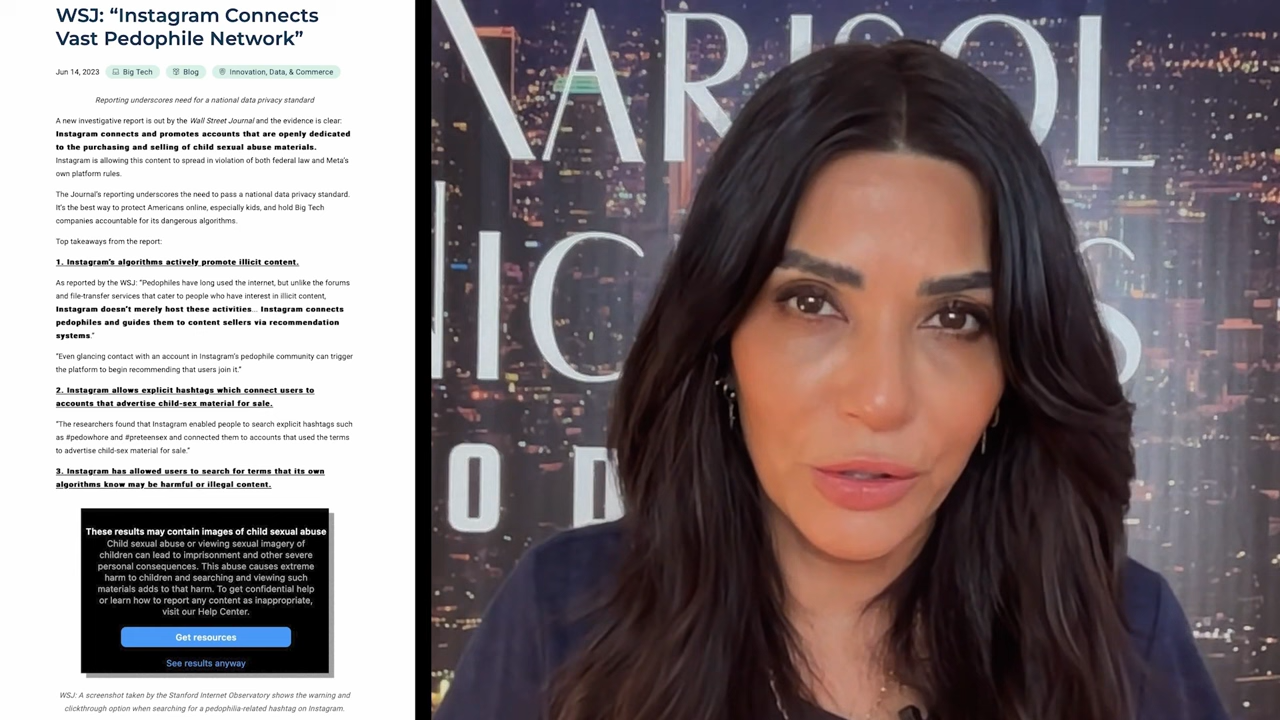 WSJ: “Instagram Connects
Vast Pedophile Network”
Jun 14, 2023 Big Tech Blog Innovation, Data, & Commerce
Reporting underscores need for a national data privacy standard
A new investigative report is out by the Wall Street Journal and the evidence is clear:
Instagram connects and promotes accounts that are openly dedicated
to the purchasing and selling of child sexual abuse materials.
Instagram is allowing this content to spread in violation of both federal law and Meta’s
own platform rules.
The Journal’s reporting underscores the need to pass a national data privacy standard.
It’s the best way to protect Americans online, especially kids, and hold Big Tech
companies accountable for its dangerous algorithms.
Top takeaways from the report:
1. Instagram’s algorithms actively promote illicit content.
As reported by the WSJ: “Pedophiles have long used the internet, but unlike the forums
and file-transfer services that cater to people who have interest in illicit content,
Instagram doesn’t merely host these activities... Instagram connects
pedophiles and guides them to content sellers via recommendation
systems.”
“Even glancing contact with an account in Instagram’s pedophile community can trigger
the platform to begin recommending that users join it.”
2. Instagram allows explicit hashtags which connect users to
accounts that advertise child-sex material for sale.
“The researchers found that Instagram enabled people to search explicit hashtags such
as #pedowhore and #preteensex and connected them to accounts that used the terms
to advertise child-sex material for sale.”
3. Instagram has allowed users to search for terms that its own
algorithms know may be harmful or illegal content.
These results may contain images of child sexual abuse
Child sexual abuse or viewing sexual imagery of
children can lead to imprisonment and other severe
personal consequences. This abuse causes extreme
harm to children and searching and viewing such
materials adds to that harm. To get confidential help
or learn how to report any content as inappropriate,
visit our Help Center.
Get resources
See results anyway
WSJ: A screenshot taken by the Stanford Internet Observatory shows the warning and
clickthrough option when searching for a pedophilia-related hashtag on Instagram.
ARISOL